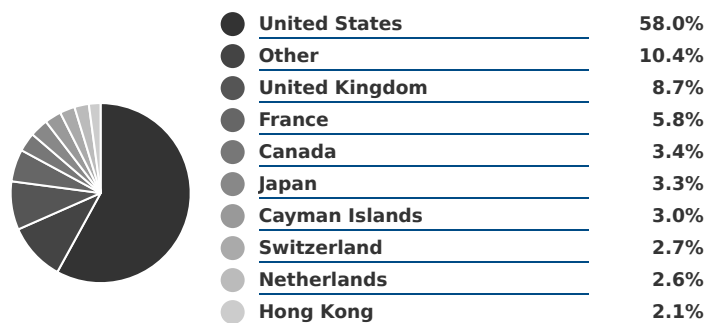 United States 58.0%
Other 10.4%
United Kingdom 8.7%
France 5.8%
Canada 3.4%
Japan 3.3%
Cayman Islands 3.0%
Switzerland 2.7%
Netherlands 2.6%
Hong Kong 2.1%